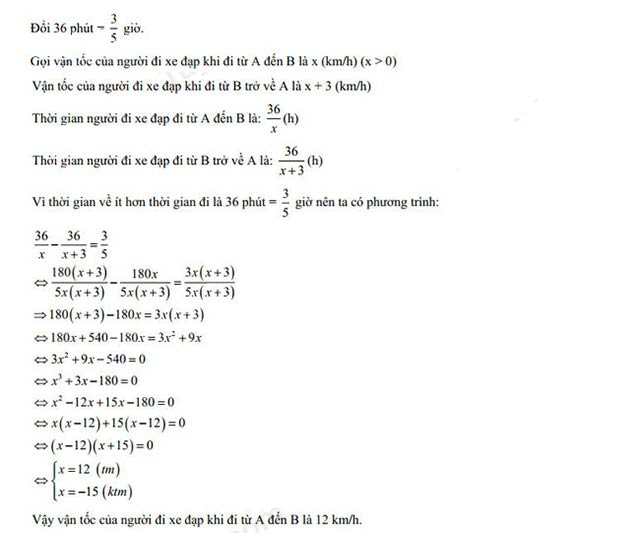 Đổi 36 phút = 3/5 giờ.
Gọi vận tốc của người đi xe đạp khi đi từ A đến B là x (km/h) (x > 0)
Vận tốc của người đi xe đạp khi đi từ B trở về A là x + 3 (km/h)
Thời gian người đi xe đạp đi từ A đến B là: 36/x (h)
Thời gian người đi xe đạp đi từ B trở về A là: 36/(x+3) (h)
Vì thời gian về ít hơn thời gian đi là 36 phút = 3/5 giờ nên ta có phương trình:
36/x − 36/(x+3) = 3/5
⇔ 180(x+3)/5x(x+3) − 180x/5x(x+3) = 3x(x+3)/5x(x+3)
⇒ 180(x+3)−180x = 3x(x+3)
⇔ 180x+540−180x = 3x²+9x
⇔ 3x²+9x−540 = 0
⇔ x³+3x−180 = 0
⇔ x²−12x+15x−180 = 0
⇔ x(x−12)+15(x−12) = 0
⇔ (x−12)(x+15) = 0
⇔ { x = 12 (tm)
x = −15 (ktm)
Vậy vận tốc của người đi xe đạp khi đi từ A đến B là 12 km/h.